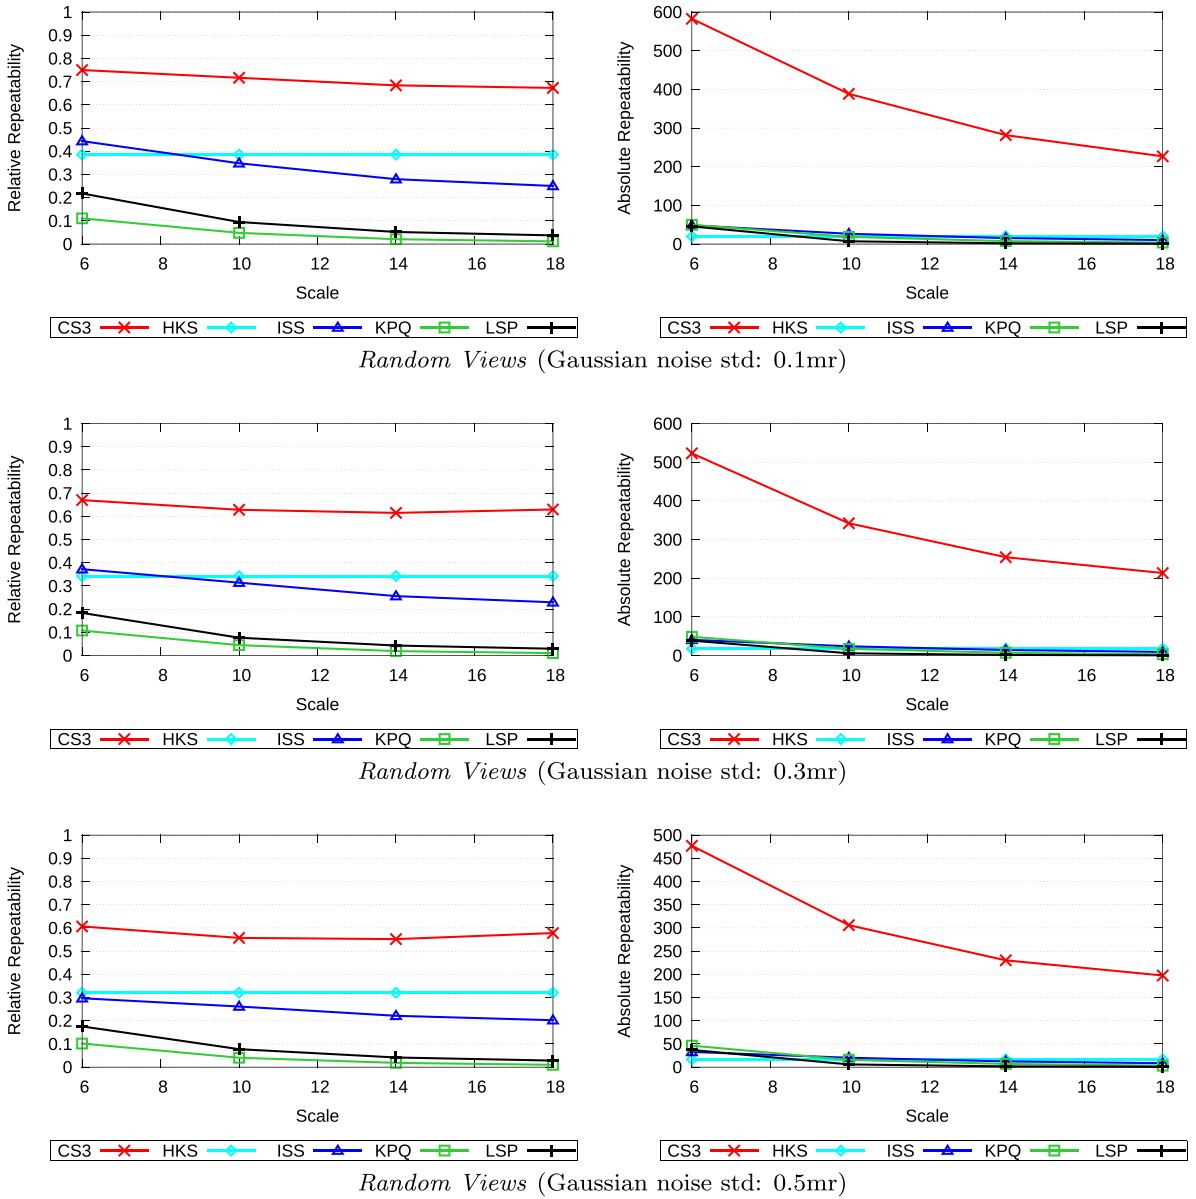 Relative Repeatability
1
0.9
0.8
0.7
0.6
0.5
0.4
0.3
0.2
0.1
0
6 8 10 12 14 16 18
Scale
CS3 HKS ISS KPQ LSP
Absolute Repeatability
600
500
400
300
200
100
0
6 8 10 12 14 16 18
Scale
CS3 HKS ISS KPQ LSP
Random Views (Gaussian noise std: 0.1mr)
Relative Repeatability
1
0.9
0.8
0.7
0.6
0.5
0.4
0.3
0.2
0.1
0
6 8 10 12 14 16 18
Scale
CS3 HKS ISS KPQ LSP
Absolute Repeatability
600
500
400
300
200
100
0
6 8 10 12 14 16 18
Scale
CS3 HKS ISS KPQ LSP
Random Views (Gaussian noise std: 0.3mr)
Relative Repeatability
1
0.9
0.8
0.7
0.6
0.5
0.4
0.3
0.2
0.1
0
6 8 10 12 14 16 18
Scale
CS3 HKS ISS KPQ LSP
Absolute Repeatability
500
450
400
350
300
250
200
150
100
50
0
6 8 10 12 14 16 18
Scale
CS3 HKS ISS KPQ LSP
Random Views (Gaussian noise std: 0.5mr)